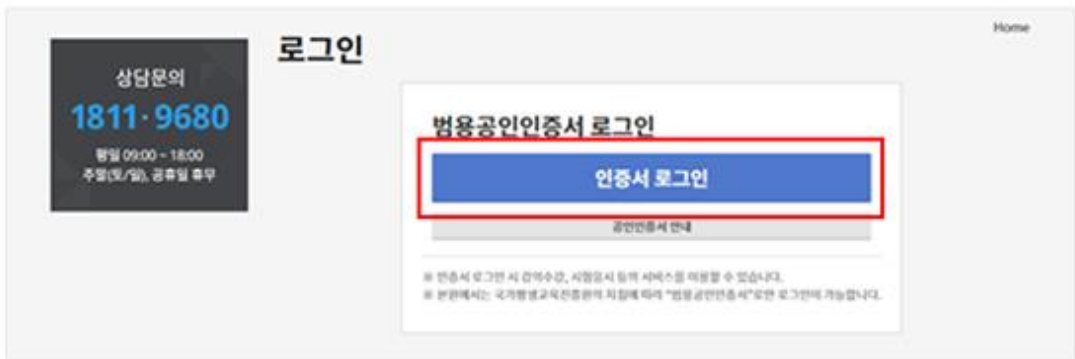 Home
로그인
상담문의
1811·9680
평일 09:00 ~ 18:00
주말(토/일), 공휴일 휴무
범용공인인증서 로그인
인증서 로그인
공인인증서 안내
※ 인증서 로그인 시 강의수강, 시험응시 등의 서비스를 이용할 수 있습니다.
※ 본원에서는 국가평생교육진흥원의 지침에 따라 "범용공인인증서"로만 로그인이 가능합니다.